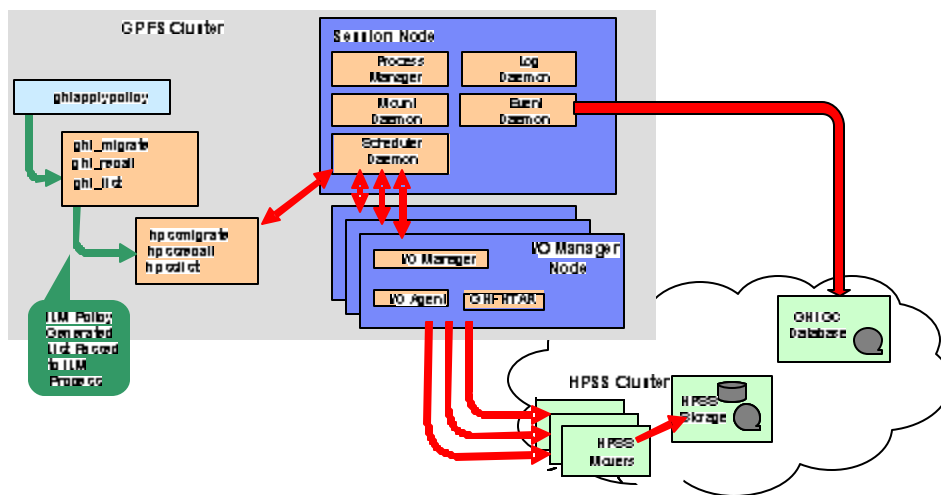 GPFS Cluster
Session Node
Process
Manager
Log
Daemon
ghiapplypolicy
Mount
Daemon
Event
Daemon
ghi_migrate
ghi_recall
ghi_list
Scheduler
Daemon
hpssmigrate
hpssrecall
hpsslist
I/O Manager
Node
I/O Manager
I/O Agent
ILM Policy
Generated
List Passed
to ILM
Process
GHI GC
Database
HPSS Cluster
HPSS
Storage
HPSS
Movers